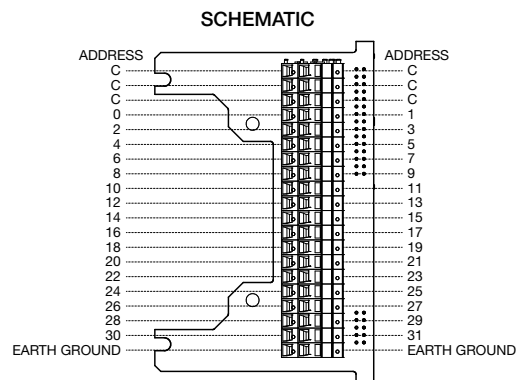 SCHEMATIC
ADDRESS ADDRESS
C C
C C
C C
0 1
2 3
4 5
6 7
8 9
10 11
12 13
14 15
16 17
18 19
20 21
22 23
24 25
26 27
28 29
30 31
EARTH GROUND EARTH GROUND